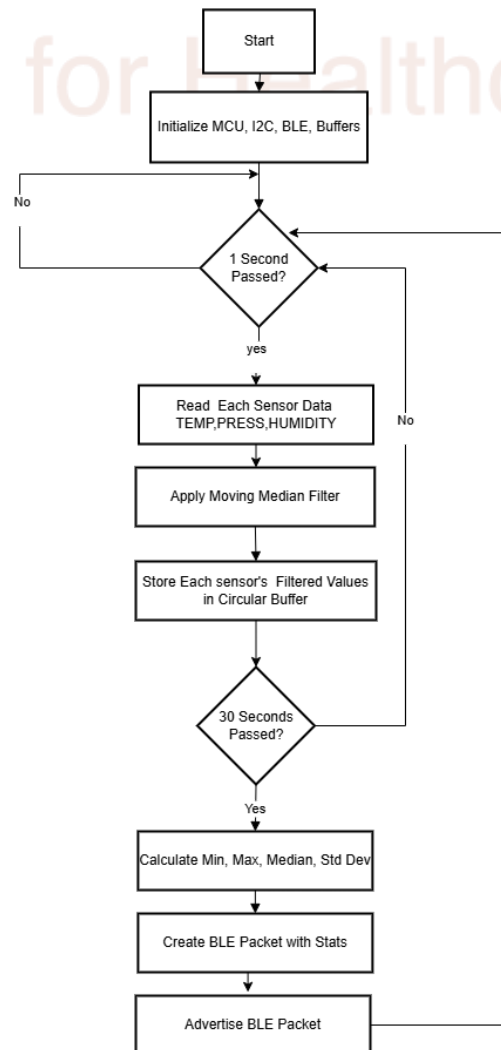 Start
for Healthc
Initialize MCU, I2C, BLE, Buffers
No
1 Second
Passed?
yes
Read Each Sensor Data
TEMP,PRESS,HUMIDITY
No
Apply Moving Median Filter
Store Each sensor's Filtered Values
in Circular Buffer
30 Seconds
Passed?
Yes
Calculate Min, Max, Median, Std Dev
Create BLE Packet with Stats
Advertise BLE Packet